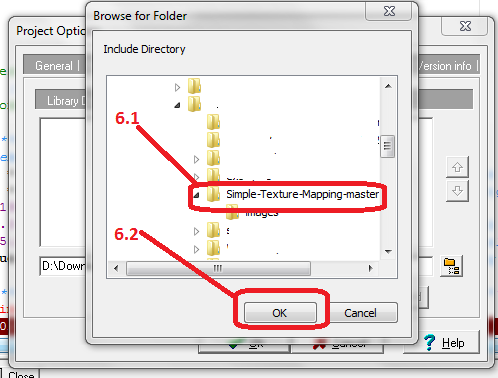 Browse for Folder
Project Optio
Include Directory
General
Version info
Library D
6.1
Simple-Texture-Mapping-master
images
6.2
D:\Down
OK
Cancel
Help
Close